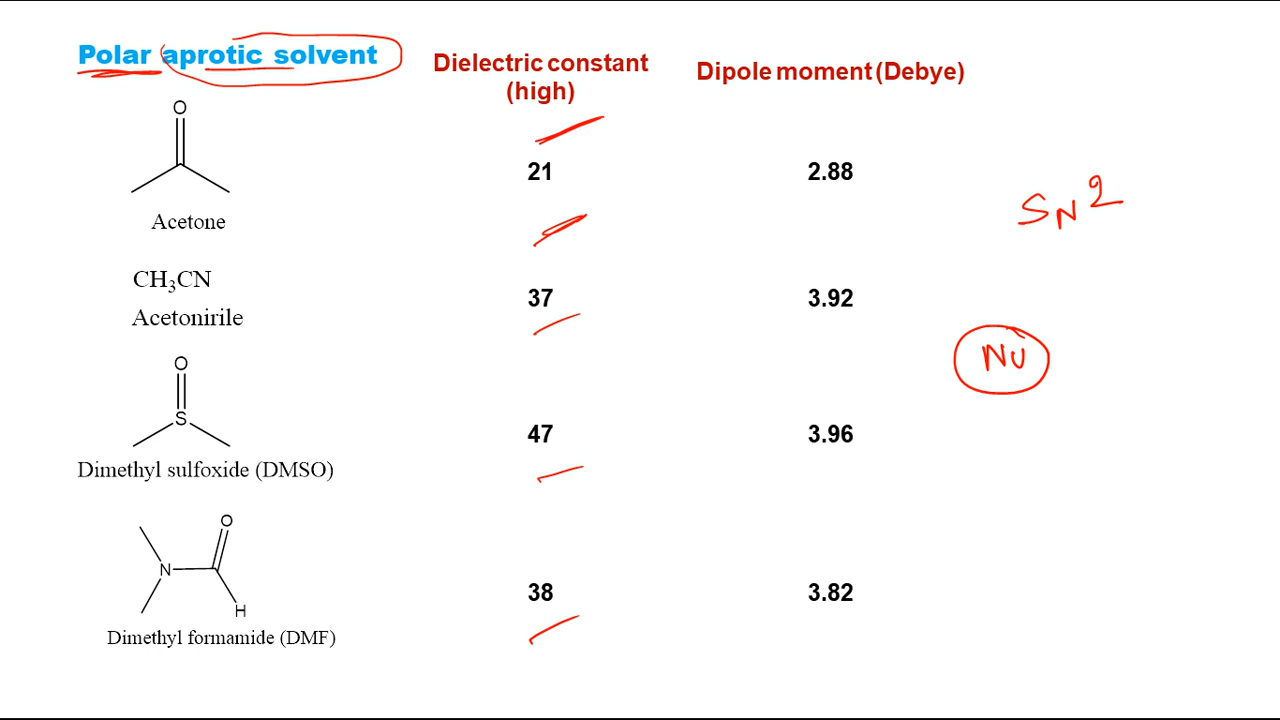 Polar aprotic solvent
Dielectric constant
(high)
Dipole moment (Debye)
O
Acetone
21
2.88
SN2
CH3CN
Acetonirile
37
3.92
Nu
O
S
Dimethyl sulfoxide (DMSO)
47
3.96
O
N
H
Dimethyl formamide (DMF)
38
3.82